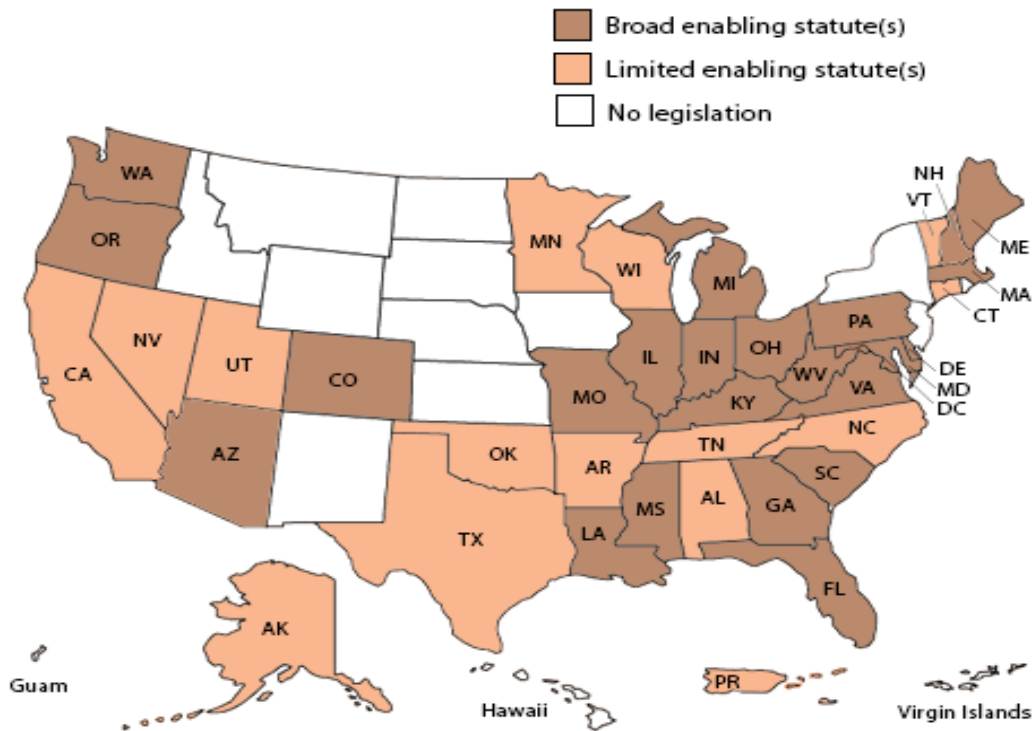 Broad enabling statute(s)
Limited enabling statute(s)
No legislation
WA
OR
MN
WI
MI
NH
VT
ME
MA
CT
NV
CA
UT
CO
MO
IL
IN
OH
PA
WV
VA
KY
DE
MD
DC
AZ
OK
AR
TN
NC
SC
TX
LA
MS
AL
GA
FL
AK
Guam
Hawaii
PR
Virgin Islands